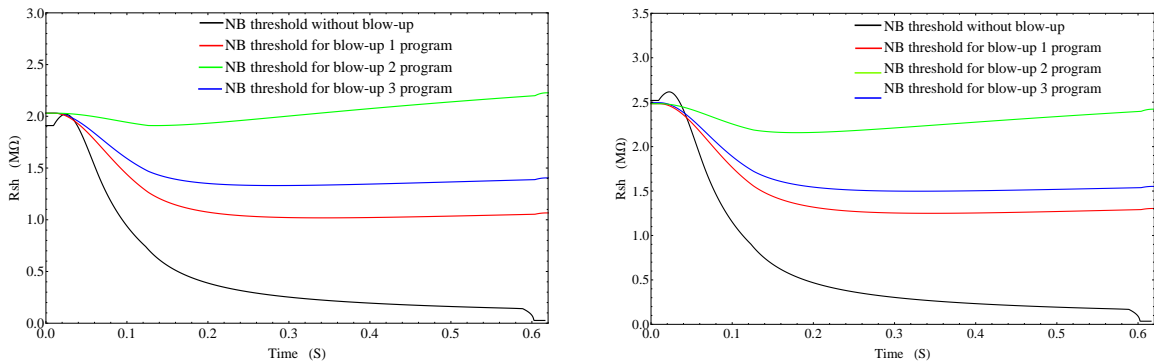 3.0
2.5
2.0
1.5
1.0
0.5
0.0
Rsh (MΩ)
NB threshold without blow-up
NB threshold for blow-up 1 program
NB threshold for blow-up 2 program
NB threshold for blow-up 3 program
0.0 0.1 0.2 0.3 0.4 0.5 0.6
Time (S)
3.5
3.0
2.5
2.0
1.5
1.0
0.5
0.0
Rsh (MΩ)
NB threshold without blow-up
NB threshold for blow-up 1 program
NB threshold for blow-up 2 program
NB threshold for blow-up 3 program
0.0 0.1 0.2 0.3 0.4 0.5 0.6
Time (S)